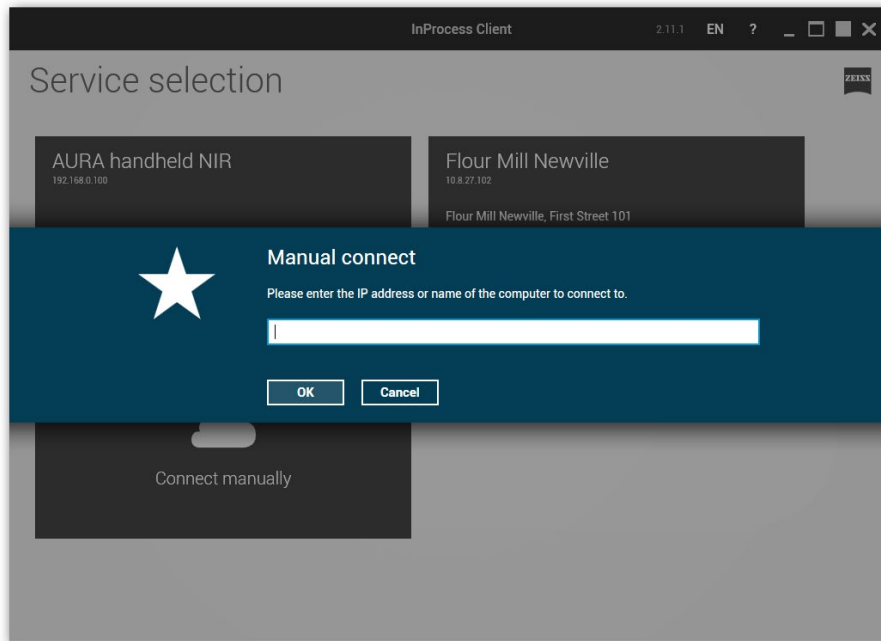 InProcess Client
2.11.1
EN
?
Service selection
ZEISS
AURA handheld NIR
192.168.0.100
Flour Mill Newville
10.8.27.102
Flour Mill Newville, First Street 101
Manual connect
Please enter the IP address or name of the computer to connect to.
OK
Cancel
Connect manually